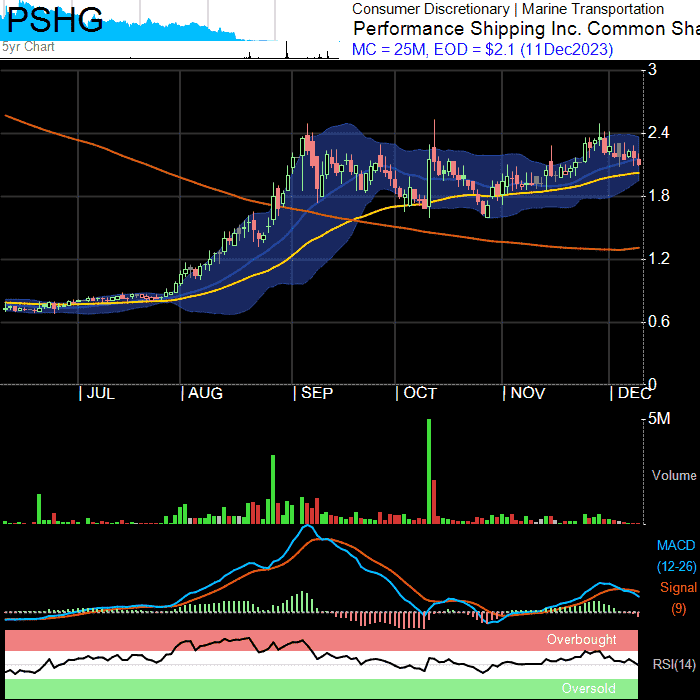 PSHG
5yr Chart
Consumer Discretionary | Marine Transportation
Performance Shipping Inc. Common Sha
MC = 25M, EOD = $2.1 (11Dec2023)
3
2.4
1.8
1.2
0.6
0
| JUL | AUG | SEP | OCT | NOV | DEC
5M
Volume
MACD
(12-26)
Signal
(9)
Overbought
RSI(14)
Oversold